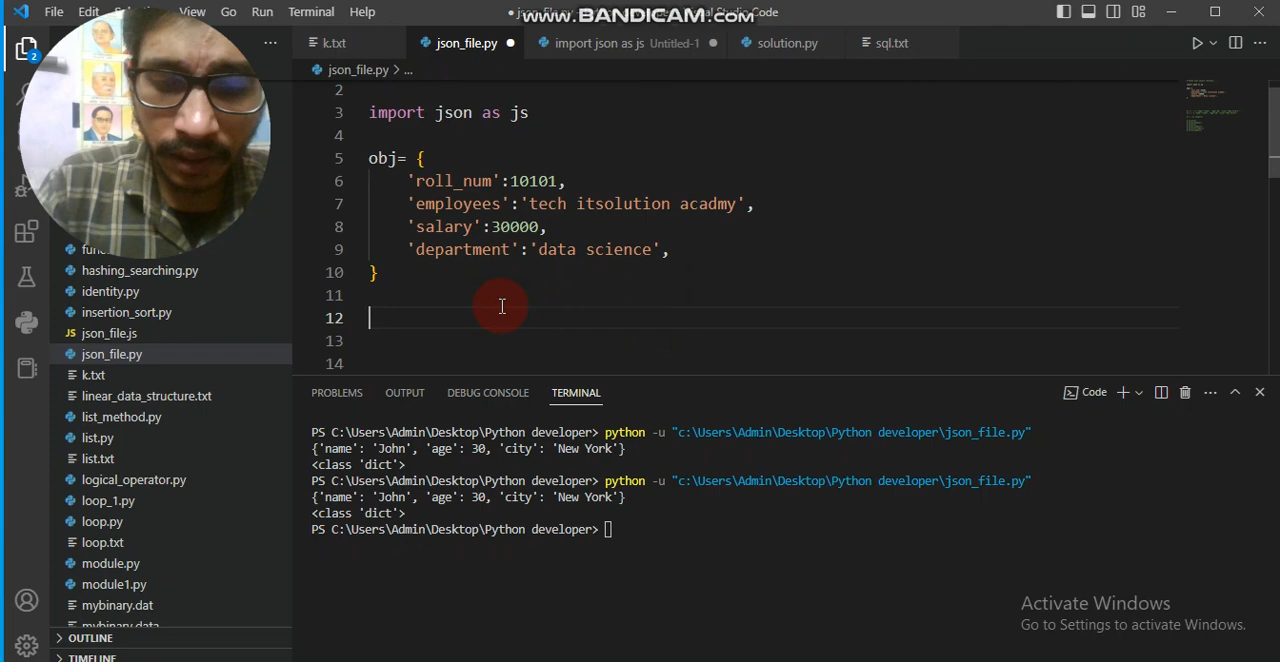 File Edit View Go Run Terminal Help
www.BANDICAM.com
Code
k.txt
json_file.py
import json as js Untitled-1
solution.py
sql.txt
json_file.py > ...
2
3 import json as js
4
5 obj= {
6 'roll_num':10101,
7 'employees':'tech itsolution acadmy',
8 'salary':30000,
9 'department':'data science',
10 }
11
12
13
14
2
hashing_searching.py
identity.py
insertion_sort.py
JS json_file.js
json_file.py
k.txt
linear_data_structure.txt
list_method.py
list.py
list.txt
logical_operator.py
loop_1.py
loop.py
loop.txt
module.py
module1.py
mybinary.dat
mybinary.data
OUTLINE
TIMELINE
PROBLEMS OUTPUT DEBUG CONSOLE TERMINAL
Code
PS C:\Users\Admin\Desktop\Python developer> python -u "c:\Users\Admin\Desktop\Python developer\json_file.py"
{'name': 'John', 'age': 30, 'city': 'New York'}
<class 'dict'>
PS C:\Users\Admin\Desktop\Python developer> python -u "c:\Users\Admin\Desktop\Python developer\json_file.py"
{'name': 'John', 'age': 30, 'city': 'New York'}
<class 'dict'>
PS C:\Users\Admin\Desktop\Python developer>
Activate Windows
Go to Settings to activate Windows.